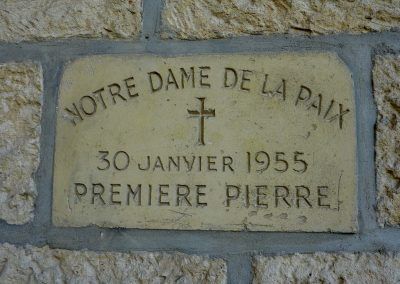 NOTRE DAME DE LA PAIX
30 JANVIER 1955
PREMIERE PIERRE